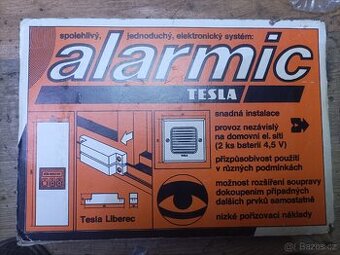 spolehlivý, jednoduchý, elektronický systém:
alarmic
TESLA
snadná instalace
provoz nezávislý
na domovní el. síti
(2 ks baterií 4,5 V)
přizpůsobivost použití
v různých podmínkách
možnost rozšíření soupravy
dokoupením případných
dalších prvků samostatně
nízké pořizovací náklady
Tesla Liberec
Bazos.cz